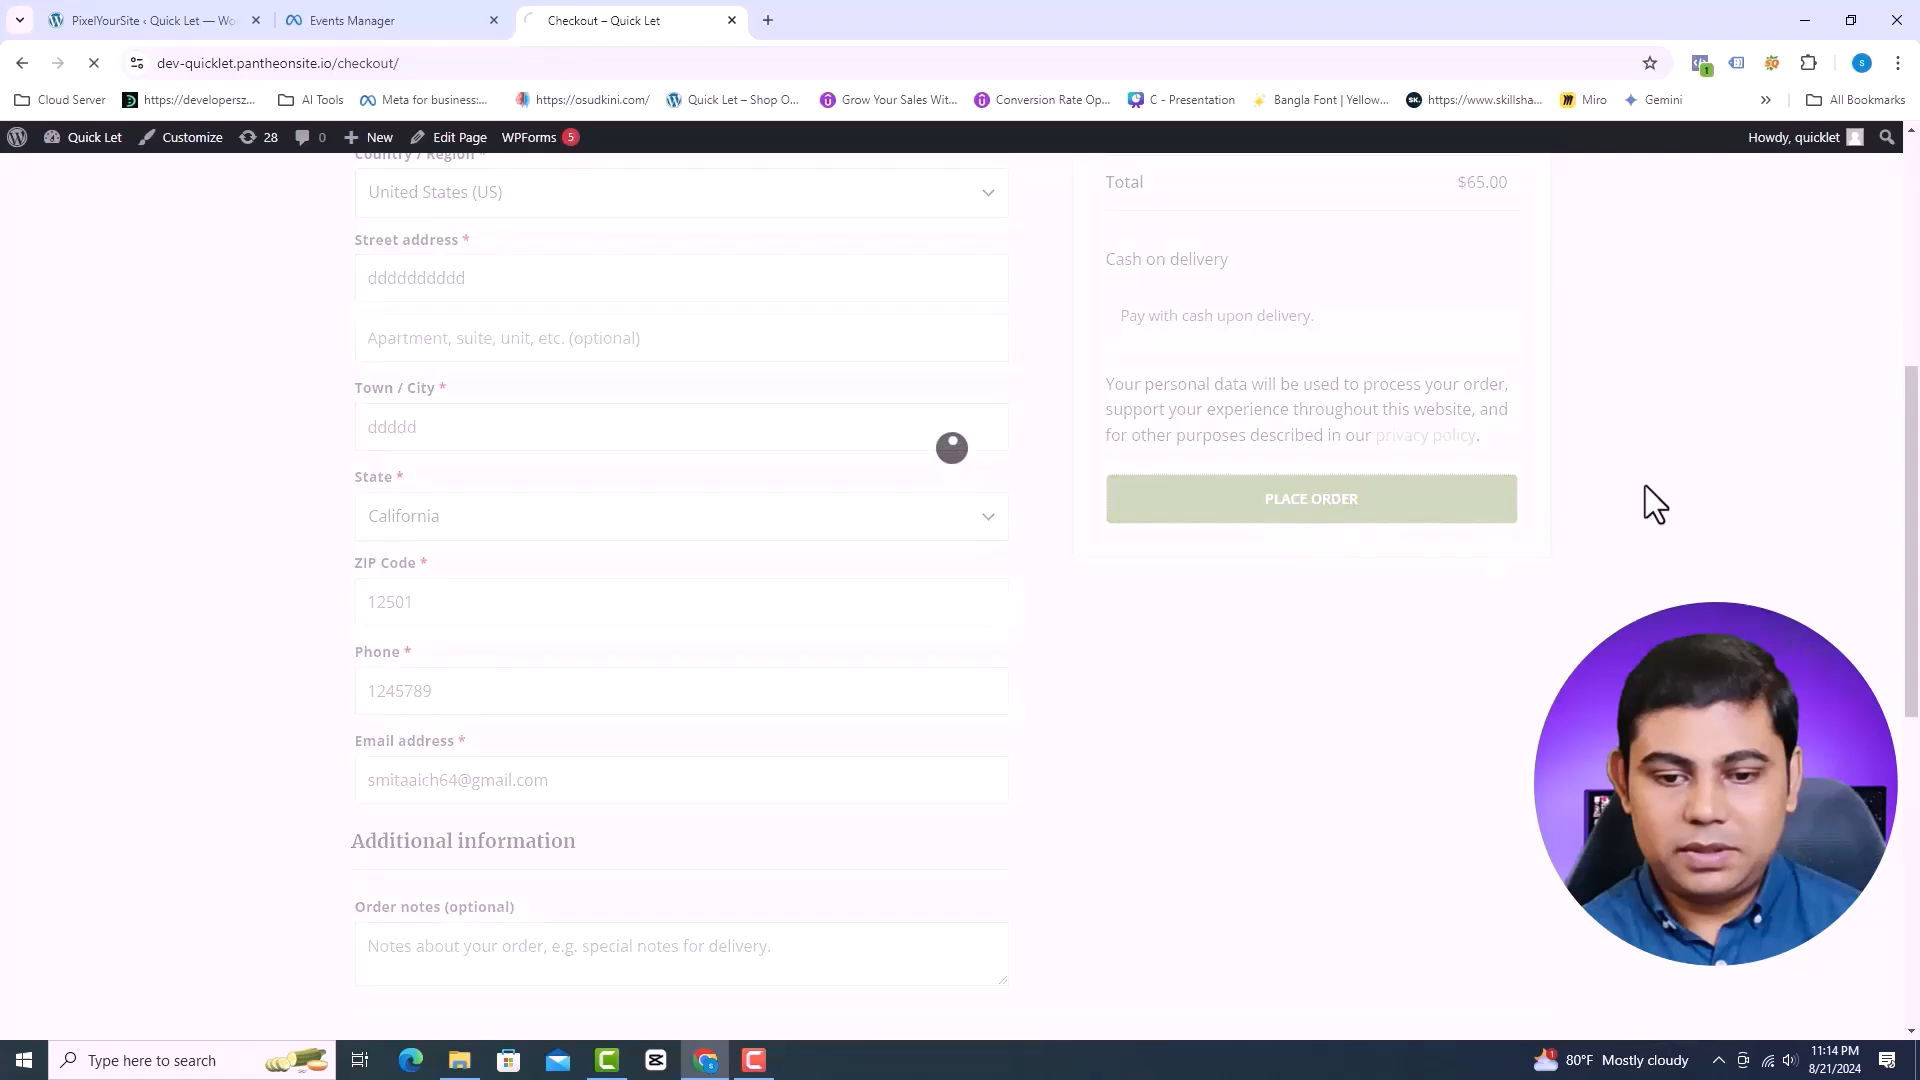 PixelYourSite ‹ Quick Let — Wo
Events Manager
Checkout – Quick Let
dev-quicklet.pantheonsite.io/checkout/
1
s
Cloud Server
https://developersz...
AI Tools
Meta for business:...
https://osudkini.com/
Quick Let – Shop O...
Grow Your Sales Wit...
Conversion Rate Op...
C - Presentation
Bangla Font | Yellow...
https://www.skillsha...
Miro
Gemini
»
All Bookmarks
Quick Let
Customize
28
0
New
Edit Page
WPForms 5
Howdy, quicklet
Country / Region *
United States (US)
Street address *
dddddddddd
Apartment, suite, unit, etc. (optional)
Town / City *
ddddd
State *
California
ZIP Code *
12501
Phone *
1245789
Email address *
smitaaich64@gmail.com
Additional information
Order notes (optional)
Notes about your order, e.g. special notes for delivery.
Total $65.00
Cash on delivery
Pay with cash upon delivery.
Your personal data will be used to process your order,
support your experience throughout this website, and
for other purposes described in our privacy policy.
PLACE ORDER
Type here to search
80°F Mostly cloudy
11:14 PM
8/21/2024